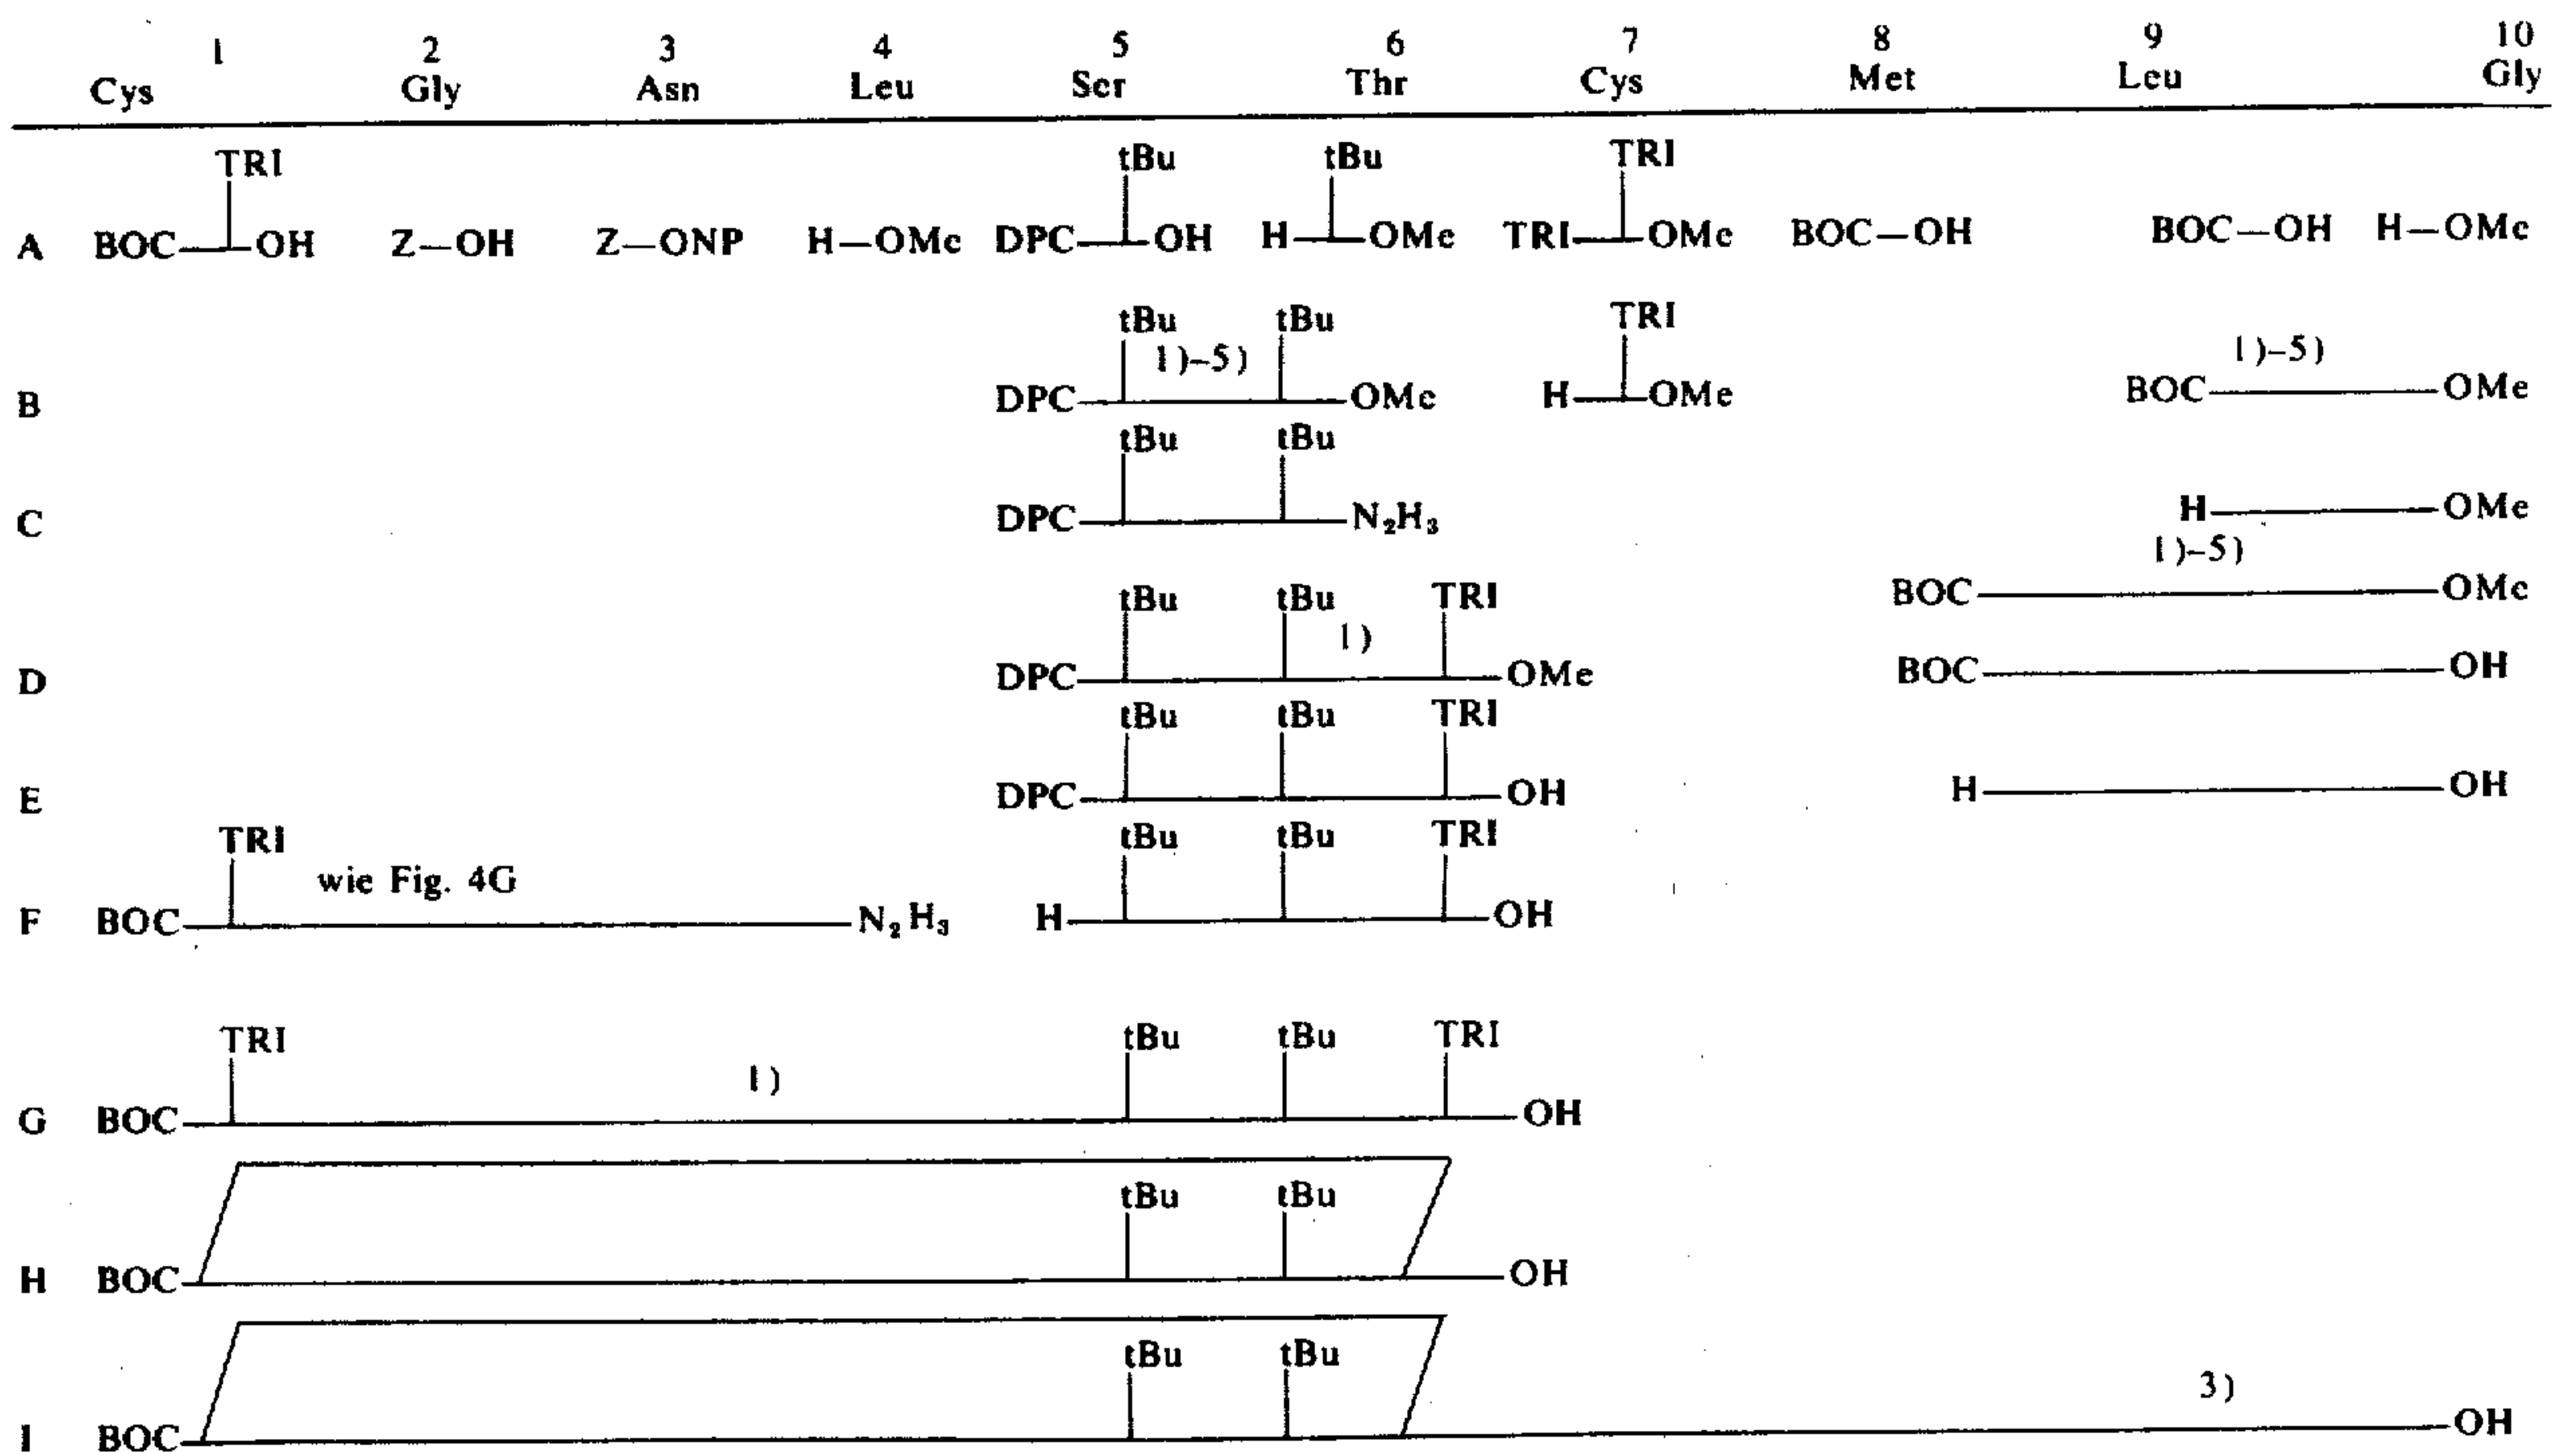 1 2 3 4 5 6 7 8 9 10
Cys Gly Asn Leu Ser Thr Cys Met Leu Gly
TRI tBu tBu TRI
A BOC OH Z—OH Z—ONP H—OMe DPC OH H OMe TRI OMe BOC—OH BOC—OH H—OMe
tBu tBu TRI
1)–5) 1)–5)
B DPC OMe H OMe BOC OMe
tBu tBu
C DPC N₂H₃ H OMe
1)–5)
BOC OMe
tBu tBu TRI
1)
D DPC OMe BOC OH
tBu tBu TRI
E DPC OH H OH
TRI tBu tBu TRI
wie Fig. 4G
F BOC N₂H₃ H OH
TRI tBu tBu TRI
1)
G BOC OH
tBu tBu
H BOC OH
tBu tBu
3)
I BOC OH